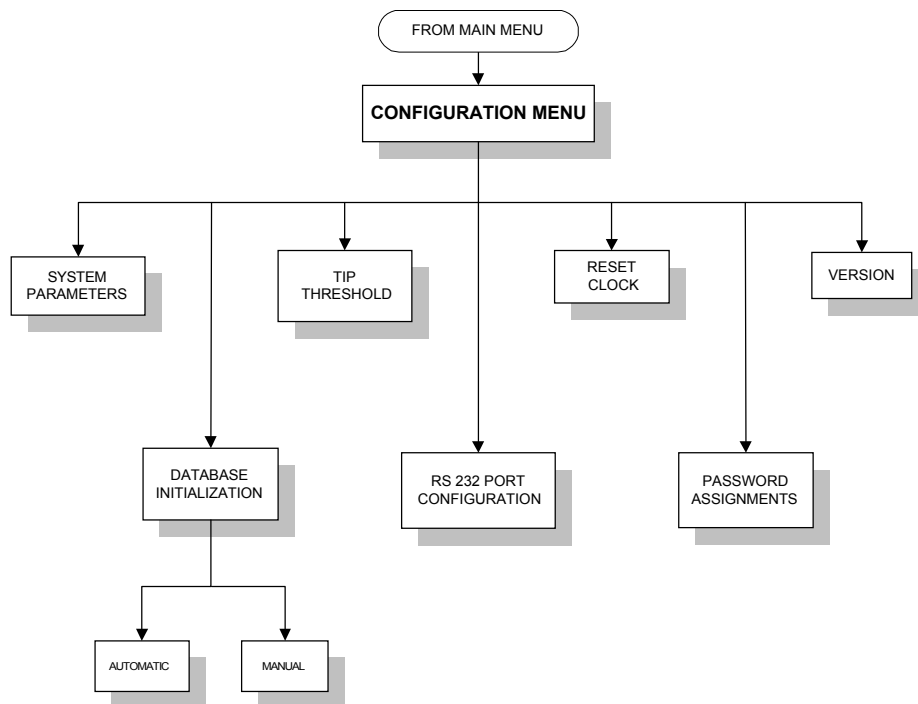 FROM MAIN MENU
CONFIGURATION MENU
SYSTEM
PARAMETERS
TIP
THRESHOLD
RESET
CLOCK
VERSION
DATABASE
INITIALIZATION
RS 232 PORT
CONFIGURATION
PASSWORD
ASSIGNMENTS
AUTOMATIC
MANUAL